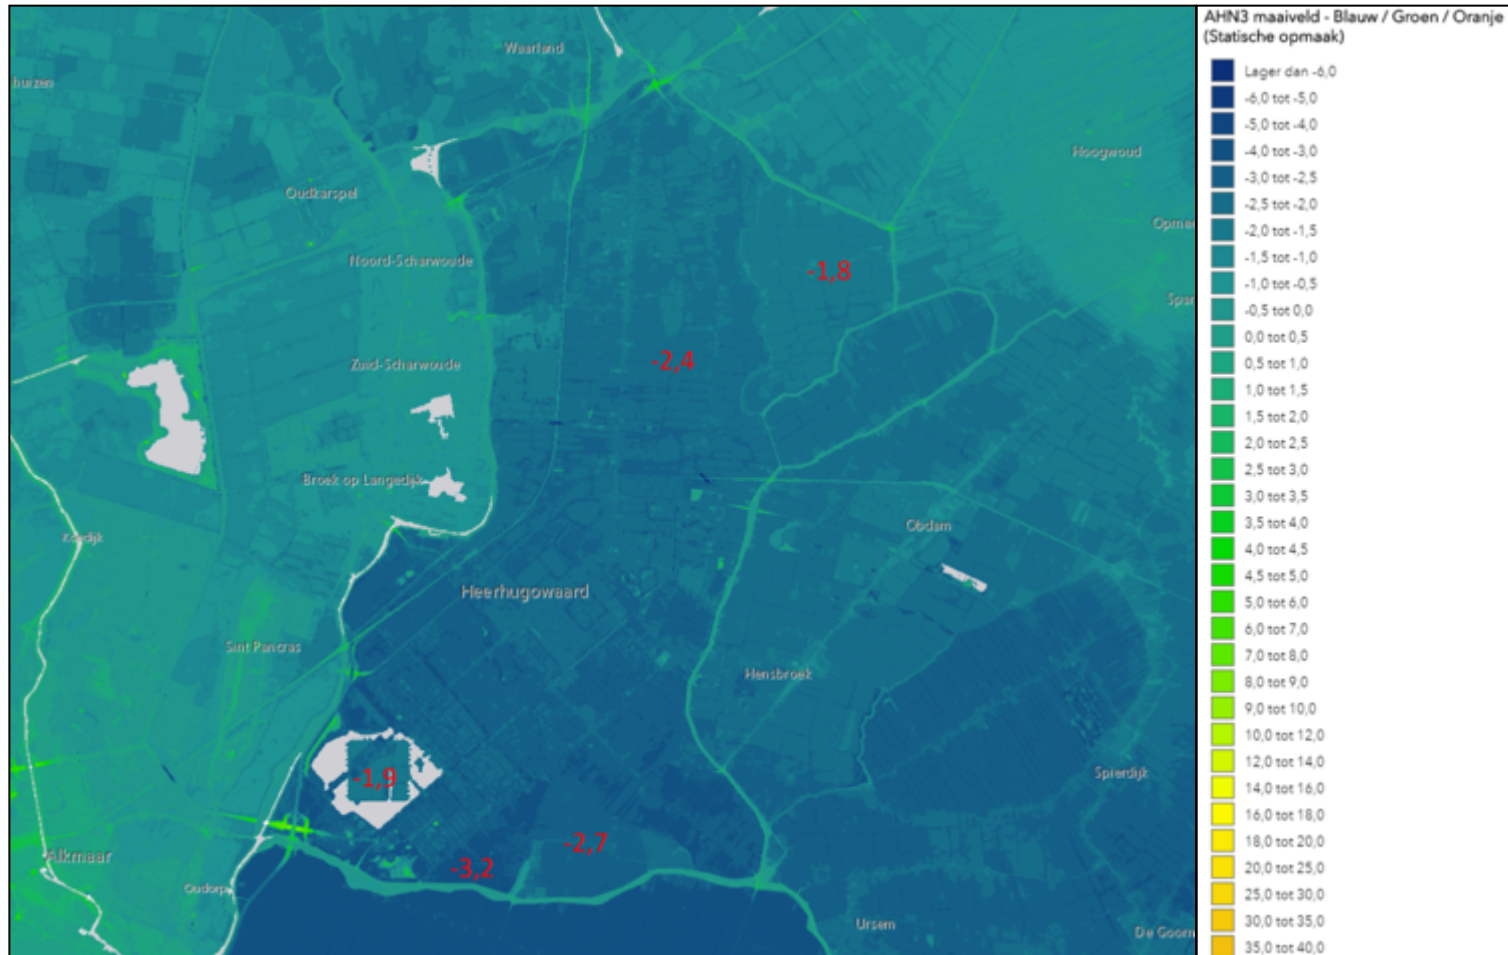 AHN3 maaiveld - Blauw / Groen / Oranje
(Statische opmaak)
Lager dan -6,0
-6,0 tot -5,0
-5,0 tot -4,0
-4,0 tot -3,0
-3,0 tot -2,5
-2,5 tot -2,0
-2,0 tot -1,5
-1,5 tot -1,0
-1,0 tot -0,5
-0,5 tot 0,0
0,0 tot 0,5
0,5 tot 1,0
1,0 tot 1,5
1,5 tot 2,0
2,0 tot 2,5
2,5 tot 3,0
3,0 tot 3,5
3,5 tot 4,0
4,0 tot 4,5
4,5 tot 5,0
5,0 tot 6,0
6,0 tot 7,0
7,0 tot 8,0
8,0 tot 9,0
9,0 tot 10,0
10,0 tot 12,0
12,0 tot 14,0
14,0 tot 16,0
16,0 tot 18,0
18,0 tot 20,0
20,0 tot 25,0
25,0 tot 30,0
30,0 tot 35,0
35,0 tot 40,0
Waarland
huizen
Hoogwoud
Oudkarspel
Opme
Noord-Scharwoude
-1,8
Span
Zuid-Scharwoude
-2,4
Broek op Langedijk
Obdam
Koedijk
Heerhugowaard
Sint Pancras
Hensbroek
Spierdijk
-1,9
-2,7
Alkmaar
-3,2
Oudorp
Ursem
De Goorn